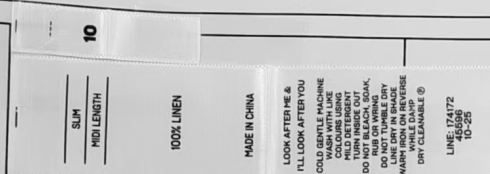 10
SLIM
MIDI LENGTH
100% LINEN
MADE IN CHINA
LOOK AFTER ME &
I'LL LOOK AFTER YOU
COLD GENTLE MACHINE
WASH WITH LIKE
COLOURS USING
MILD DETERGENT
TURN INSIDE OUT
DO NOT BLEACH, SOAK,
RUB OR WRING
DO NOT TUMBLE DRY
LINE DRY IN SHADE
WARM IRON ON REVERSE
WHILE DAMP
DRY CLEANABLE Ⓟ
LINE: 174172
45596
10-25